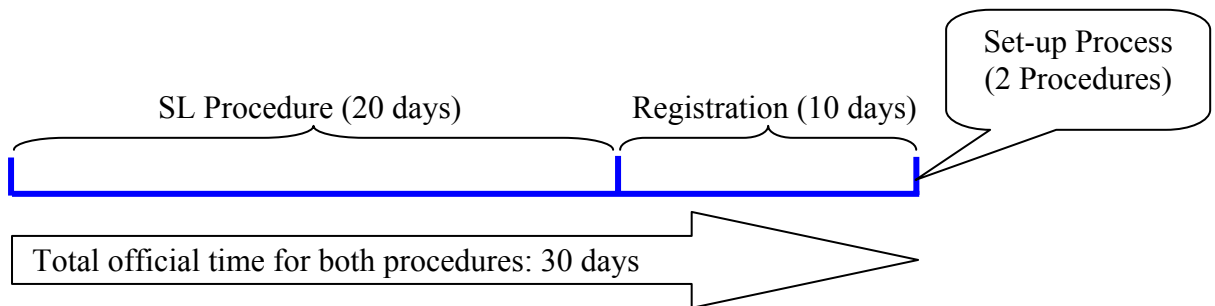 Set-up Process
(2 Procedures)
SL Procedure (20 days)
Registration (10 days)
Total official time for both procedures: 30 days